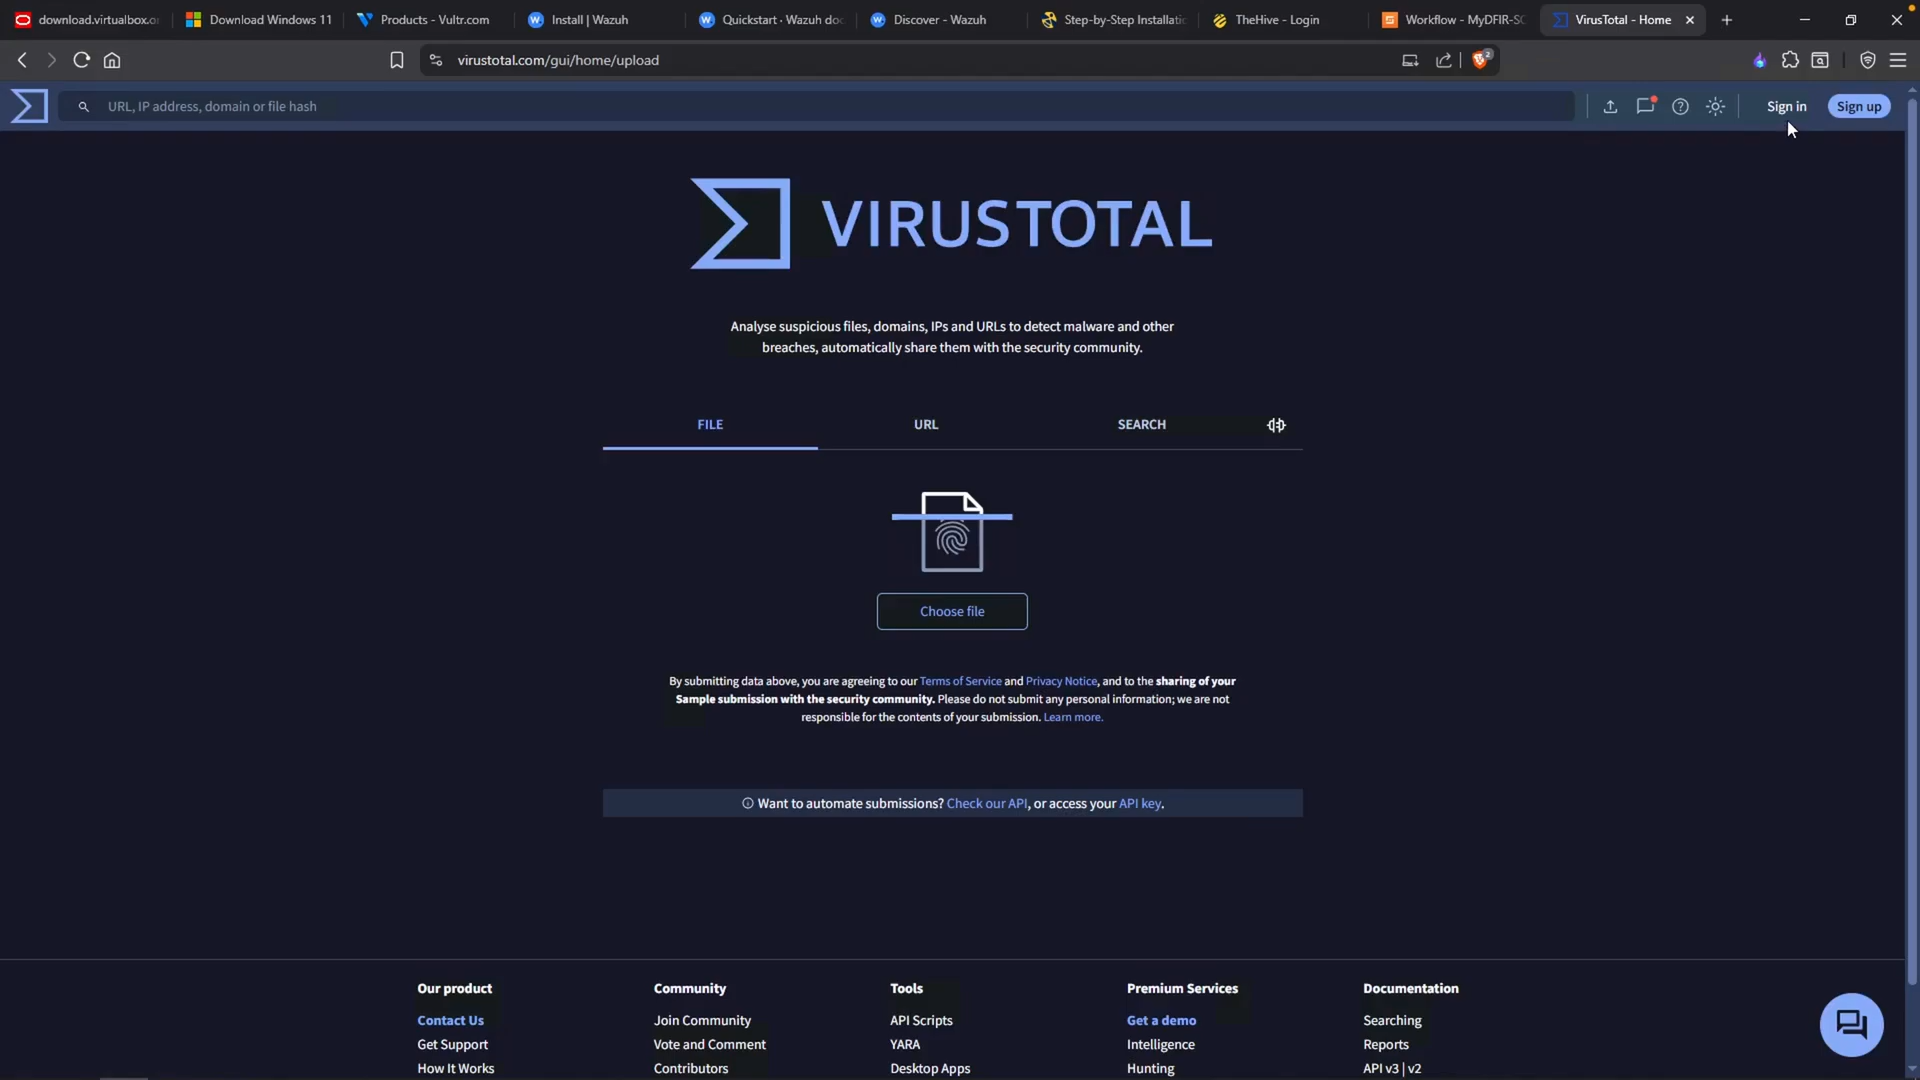 download.virtualbox.or
Download Windows 11
Products - Vultr.com
Install | Wazuh
Quickstart · Wazuh doc
Discover - Wazuh
Step-by-Step Installatic
TheHive - Login
Workflow - MyDFIR-SC
VirusTotal - Home
virustotal.com/gui/home/upload
2
URL, IP address, domain or file hash
Sign in
Sign up
VIRUSTOTAL
Analyse suspicious files, domains, IPs and URLs to detect malware and other
breaches, automatically share them with the security community.
FILE
URL
SEARCH
Choose file
By submitting data above, you are agreeing to our Terms of Service and Privacy Notice, and to the sharing of your
Sample submission with the security community. Please do not submit any personal information; we are not
responsible for the contents of your submission. Learn more.
Want to automate submissions? Check our API, or access your API key.
Our product
Community
Tools
Premium Services
Documentation
Contact Us
Join Community
API Scripts
Get a demo
Searching
Get Support
Vote and Comment
YARA
Intelligence
Reports
How It Works
Contributors
Desktop Apps
Hunting
API v3 | v2